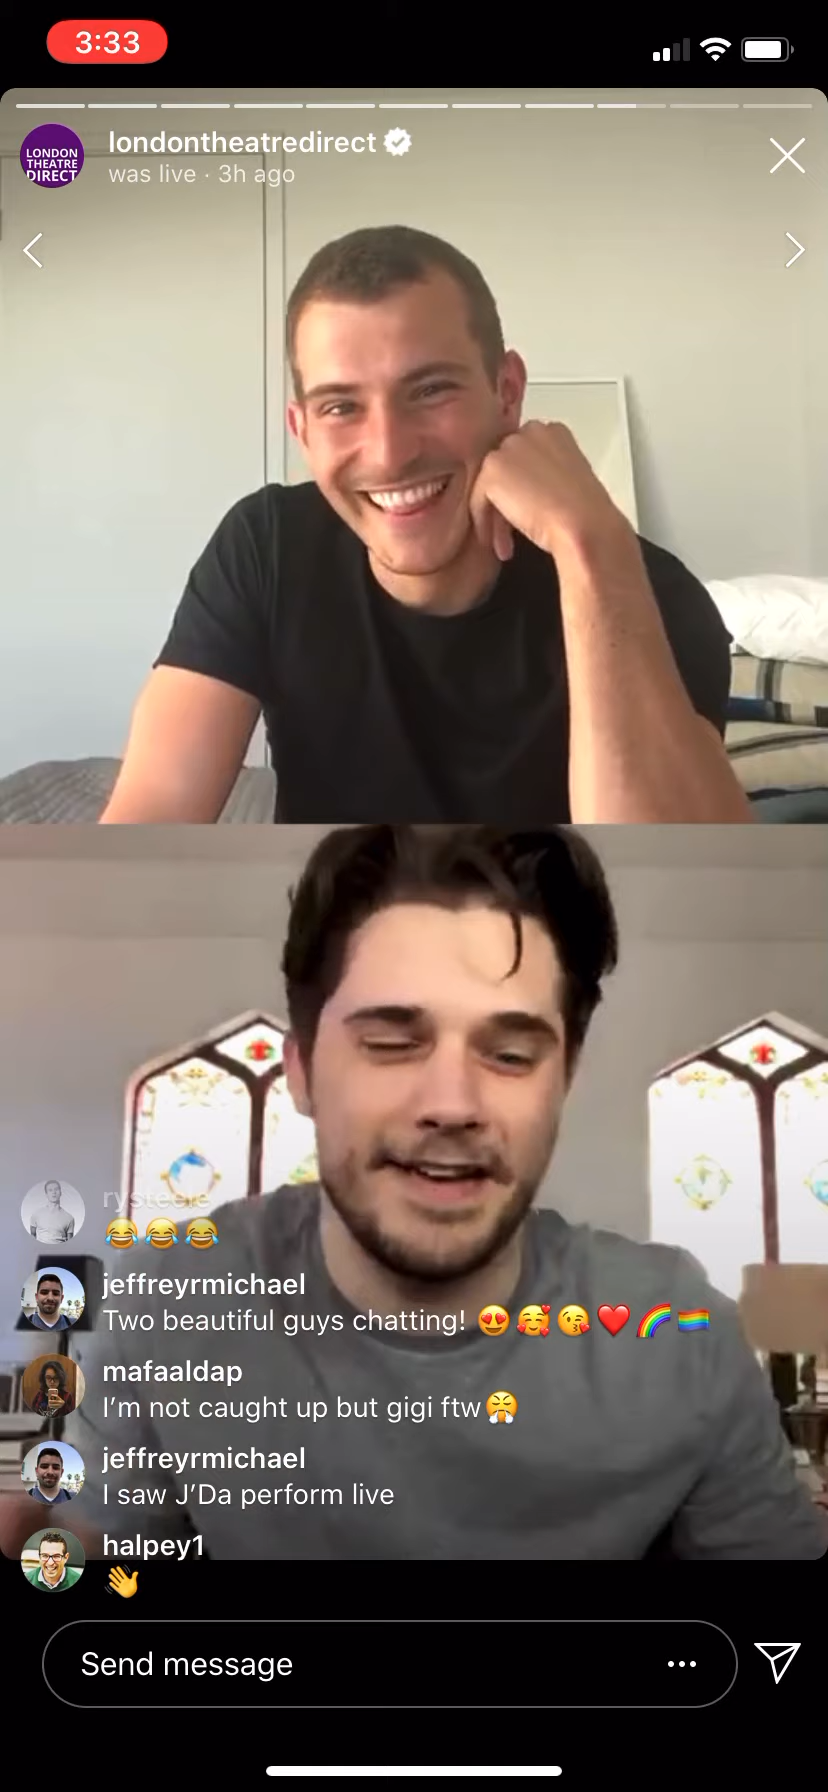 3:33
LONDON
THEATRE
DIRECT
londontheatredirect
was live · 3h ago
rysteele
😂😂😂
jeffreyrmichael
Two beautiful guys chatting! 😍🥰😘❤️🌈🏳️‍🌈
mafaaldap
I’m not caught up but gigi ftw😤
jeffreyrmichael
I saw J’Da perform live
halpey1
👋
Send message